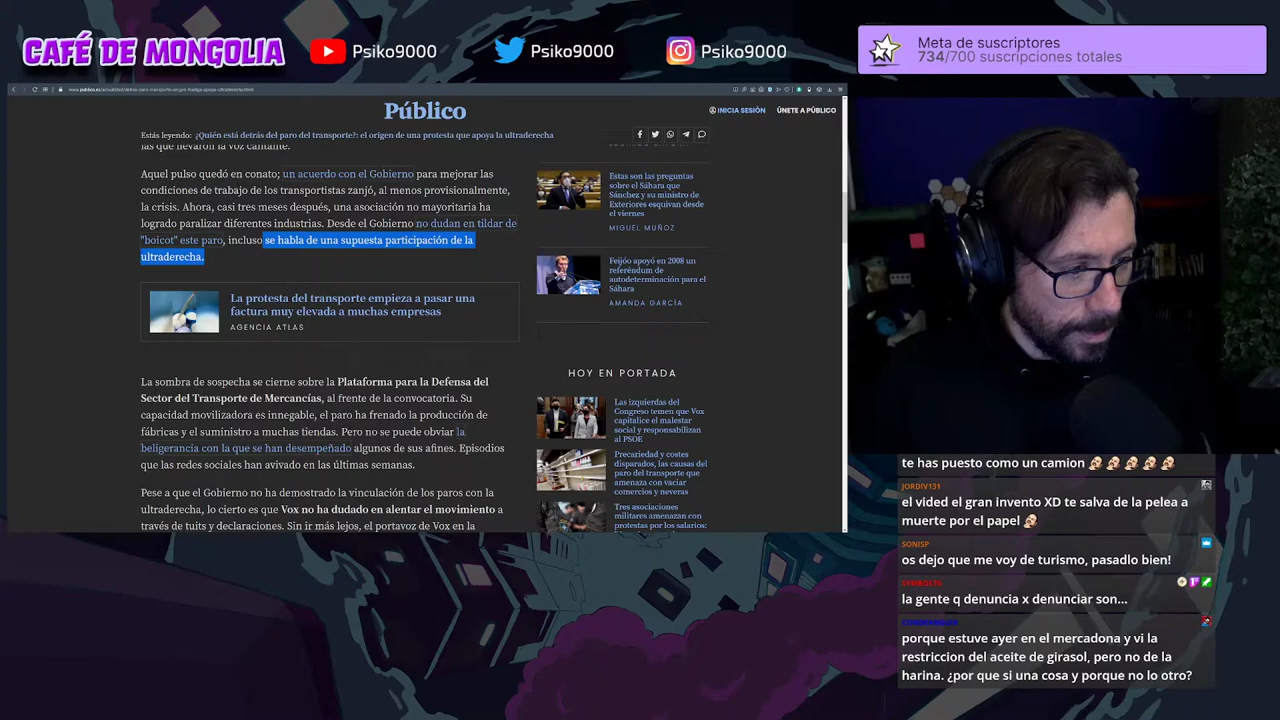 CAFÉ DE MONGOLIA
Psiko9000
Psiko9000
Psiko9000
Meta de suscriptores
734/700 suscripciones totales
www.publico.es/actualidad/detras-paro-transporte-origen-huelga-apoya-ultraderecha.html
Público
INICIA SESIÓN
ÚNETE A PÚBLICO
Estás leyendo: ¿Quién está detrás del paro del transporte?: el origen de una protesta que apoya la ultraderecha
las que llevaron la voz cantante.
Aquel pulso quedó en conato; un acuerdo con el Gobierno para mejorar las
condiciones de trabajo de los transportistas zanjó, al menos provisionalmente,
la crisis. Ahora, casi tres meses después, una asociación no mayoritaria ha
logrado paralizar diferentes industrias. Desde el Gobierno no dudan en tildar de
"boicot" este paro, incluso se habla de una supuesta participación de la
ultraderecha.
La protesta del transporte empieza a pasar una
factura muy elevada a muchas empresas
AGENCIA ATLAS
La sombra de sospecha se cierne sobre la Plataforma para la Defensa del
Sector del Transporte de Mercancías, al frente de la convocatoria. Su
capacidad movilizadora es innegable, el paro ha frenado la producción de
fábricas y el suministro a muchas tiendas. Pero no se puede obviar la
beligerancia con la que se han desempeñado algunos de sus afines. Episodios
que las redes sociales han avivado en las últimas semanas.
Pese a que el Gobierno no ha demostrado la vinculación de los paros con la
ultraderecha, lo cierto es que Vox no ha dudado en alentar el movimiento a
través de tuits y declaraciones. Sin ir más lejos, el portavoz de Vox en la
Estas son las preguntas
sobre el Sáhara que
Sánchez y su ministro de
Exteriores esquivan desde
el viernes
MIGUEL MUÑOZ
Feijóo apoyó en 2008 un
referéndum de
autodeterminación para el
Sáhara
AMANDA GARCÍA
HOY EN PORTADA
Las izquierdas del
Congreso temen que Vox
capitalice el malestar
social y responsabilizan
al PSOE
Precariedad y costes
disparados, las causas del
paro del transporte que
amenaza con vaciar
comercios y neveras
Tres asociaciones
militares amenazan con
protestas por los salarios:
te has puesto como un camion
JORDIV131
el vided el gran invento XD te salva de la pelea a
muerte por el papel
SONISP
os dejo que me voy de turismo, pasadlo bien!
la gente q denuncia x denunciar son...
porque estuve ayer en el mercadona y vi la
restriccion del aceite de girasol, pero no de la
harina. ¿por que si una cosa y porque no lo otro?